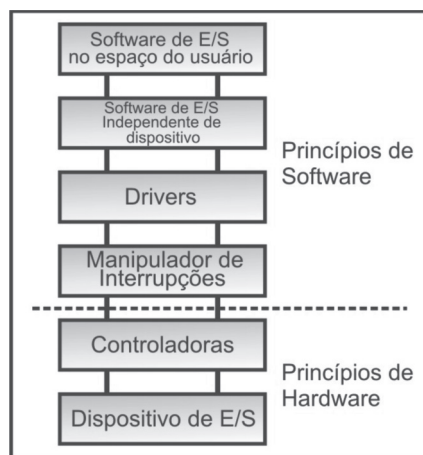 Software de E/S
no espaço do usuário
Software de E/S
Independente de
dispositivo
Princípios de
Software
Drivers
Manipulador de
Interrupções
Controladoras
Princípios de
Hardware
Dispositivo de E/S